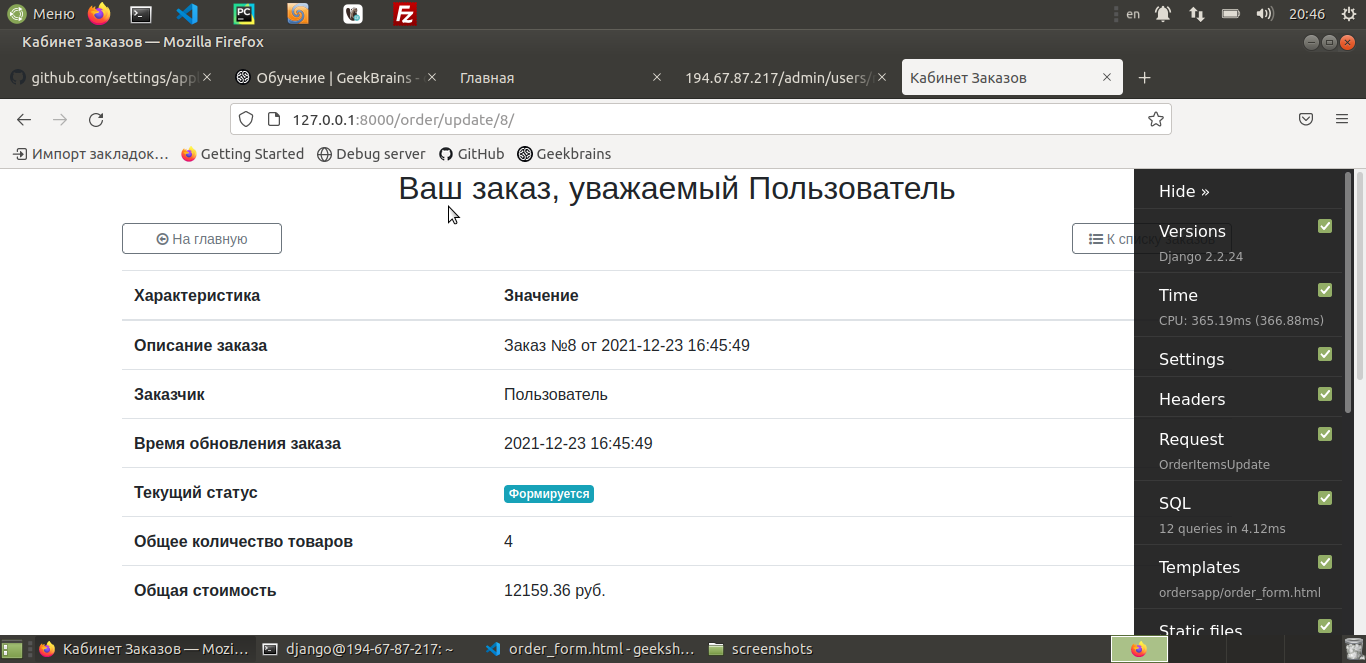 Меню
en
20:46
Кабинет Заказов — Mozilla Firefox
github.com/settings/appl
Обучение | GeekBrains -
Главная
194.67.87.217/admin/users/
Кабинет Заказов
127.0.0.1:8000/order/update/8/
Импорт закладок…
Getting Started
Debug server
GitHub
Geekbrains
Ваш заказ, уважаемый Пользователь
На главную
К списку заказов
Характеристика Значение
Описание заказа Заказ №8 от 2021-12-23 16:45:49
Заказчик Пользователь
Время обновления заказа 2021-12-23 16:45:49
Текущий статус Формируется
Общее количество товаров 4
Общая стоимость 12159.36 руб.
Hide »
Versions
Django 2.2.24
Time
CPU: 365.19ms (366.88ms)
Settings
Headers
Request
OrderItemsUpdate
SQL
12 queries in 4.12ms
Templates
ordersapp/order_form.html
Static files
Кабинет Заказов — Mozi…
django@194-67-87-217: ~
order_form.html - geeksh…
screenshots